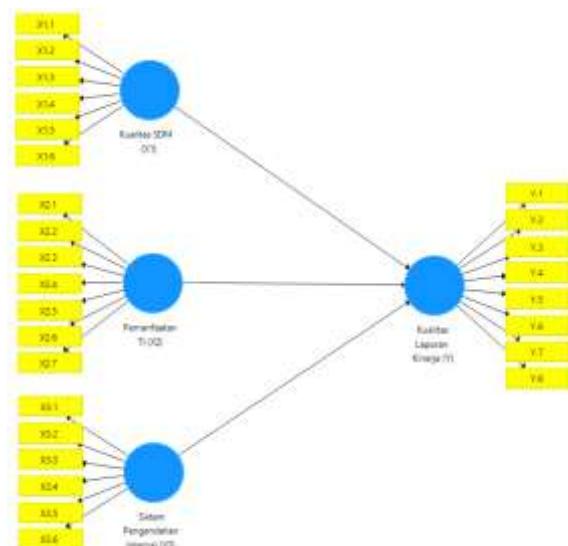 X1.1
X1.2
X1.3
X1.4
X1.5
X1.6
Kualitas SDM
(X1)
X2.1
X2.2
X2.3
X2.4
X2.5
X2.6
X2.7
Pemanfaatan
TI (X2)
X3.1
X3.2
X3.3
X3.4
X3.5
X3.6
Sistem
Pengendalian
Internal (X3)
Y.1
Y.2
Y.3
Y.4
Y.5
Y.6
Y.7
Y.8
Kualitas
Laporan
Kinerja (Y)